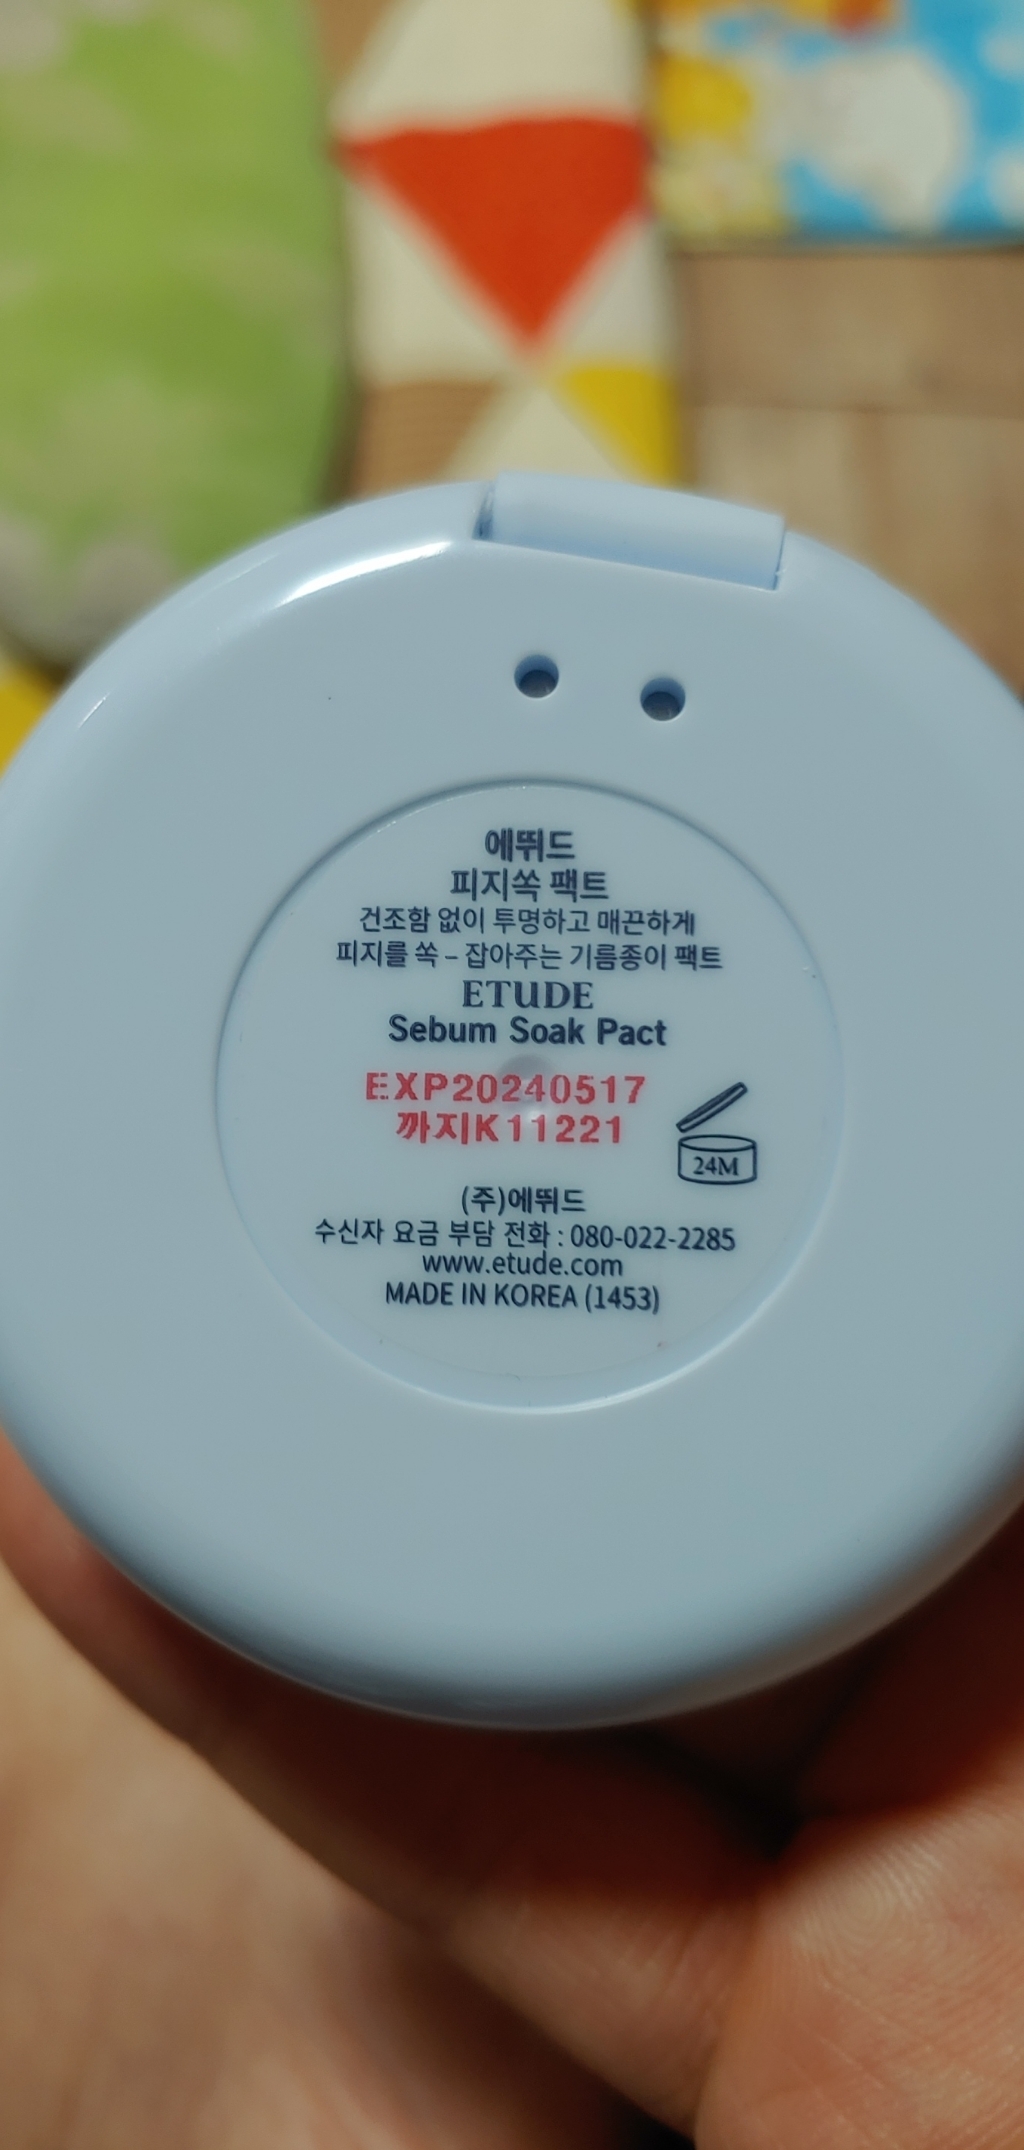 에뛰드
피지쏙 팩트
건조함 없이 투명하고 매끈하게
피지를 쏙 – 잡아주는 기름종이 팩트
ETUDE
Sebum Soak Pact
EXP20240517
까지K11221
24M
(주)에뛰드
수신자 요금 부담 전화 : 080-022-2285
www.etude.com
MADE IN KOREA (1453)